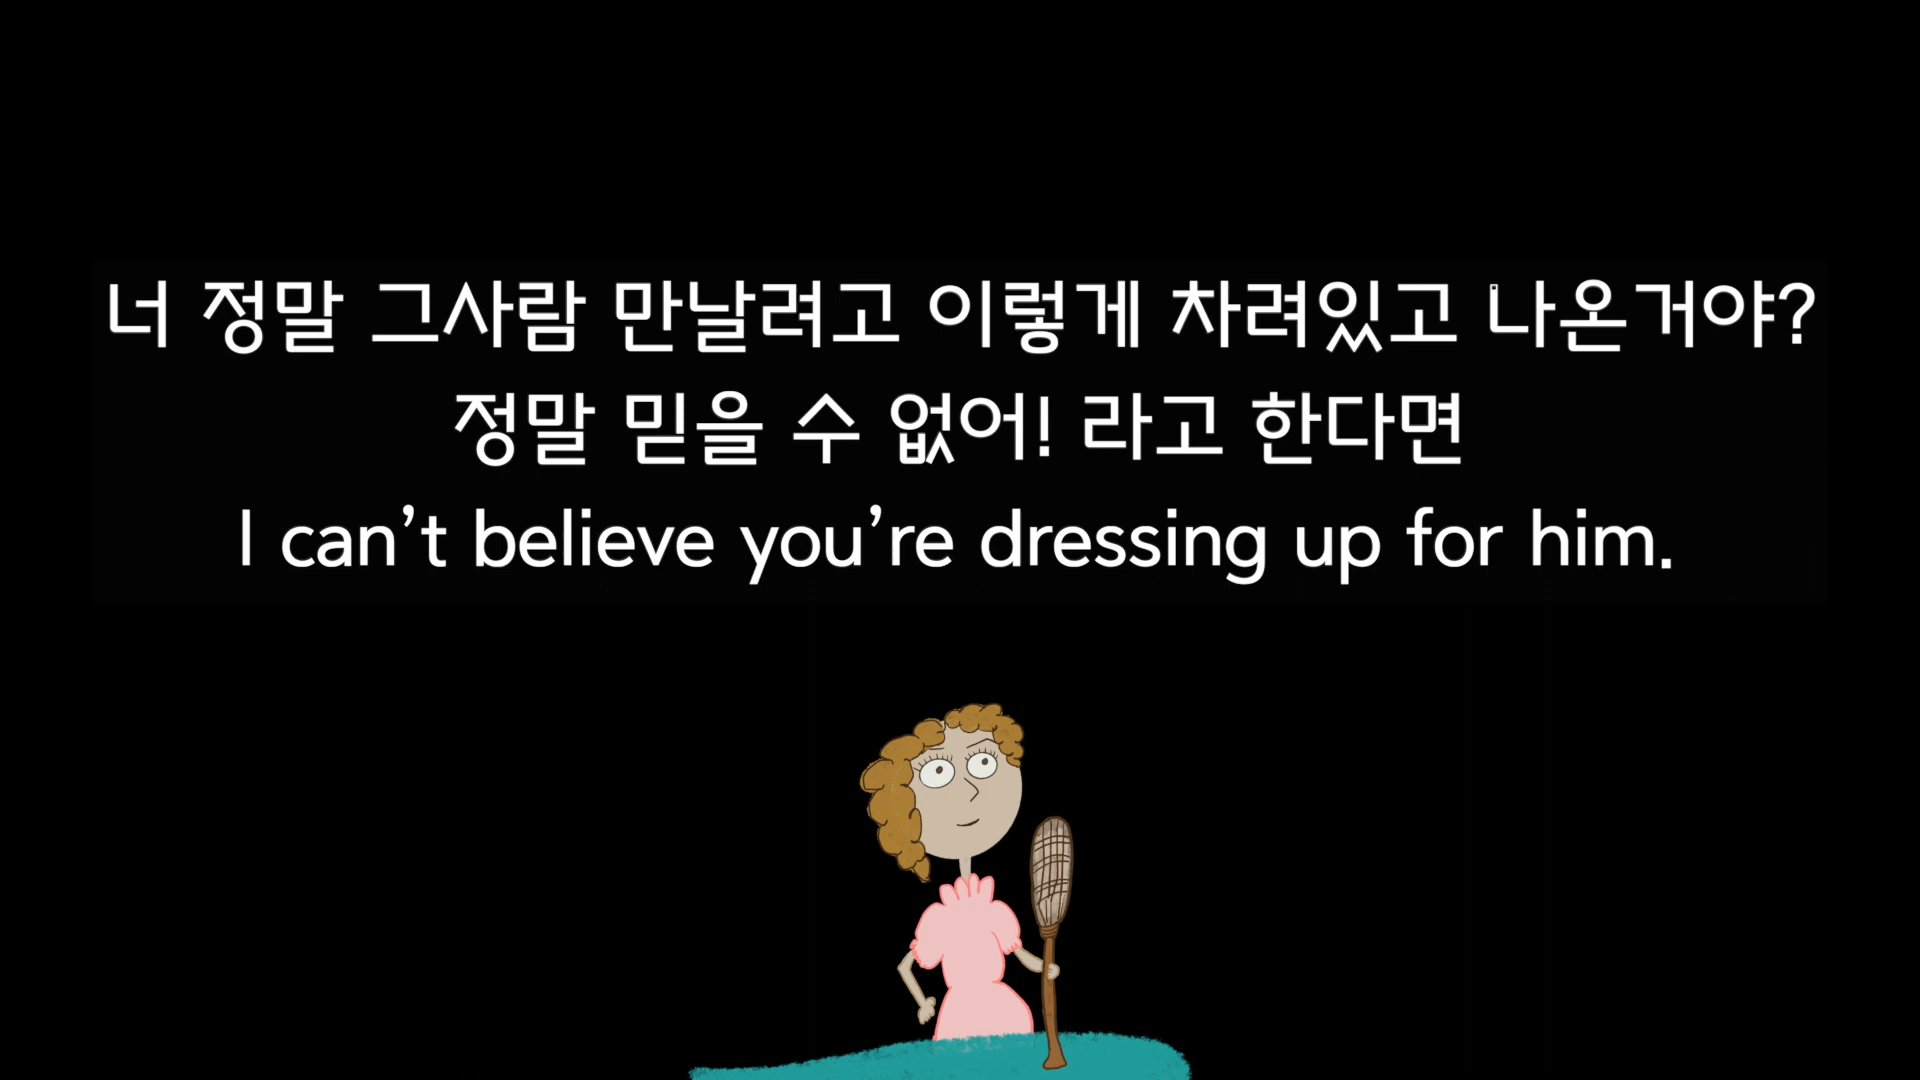 너 정말 그사람 만날려고 이렇게 차려있고 나온거야?
정말 믿을 수 없어! 라고 한다면
I can’t believe you’re dressing up for him.